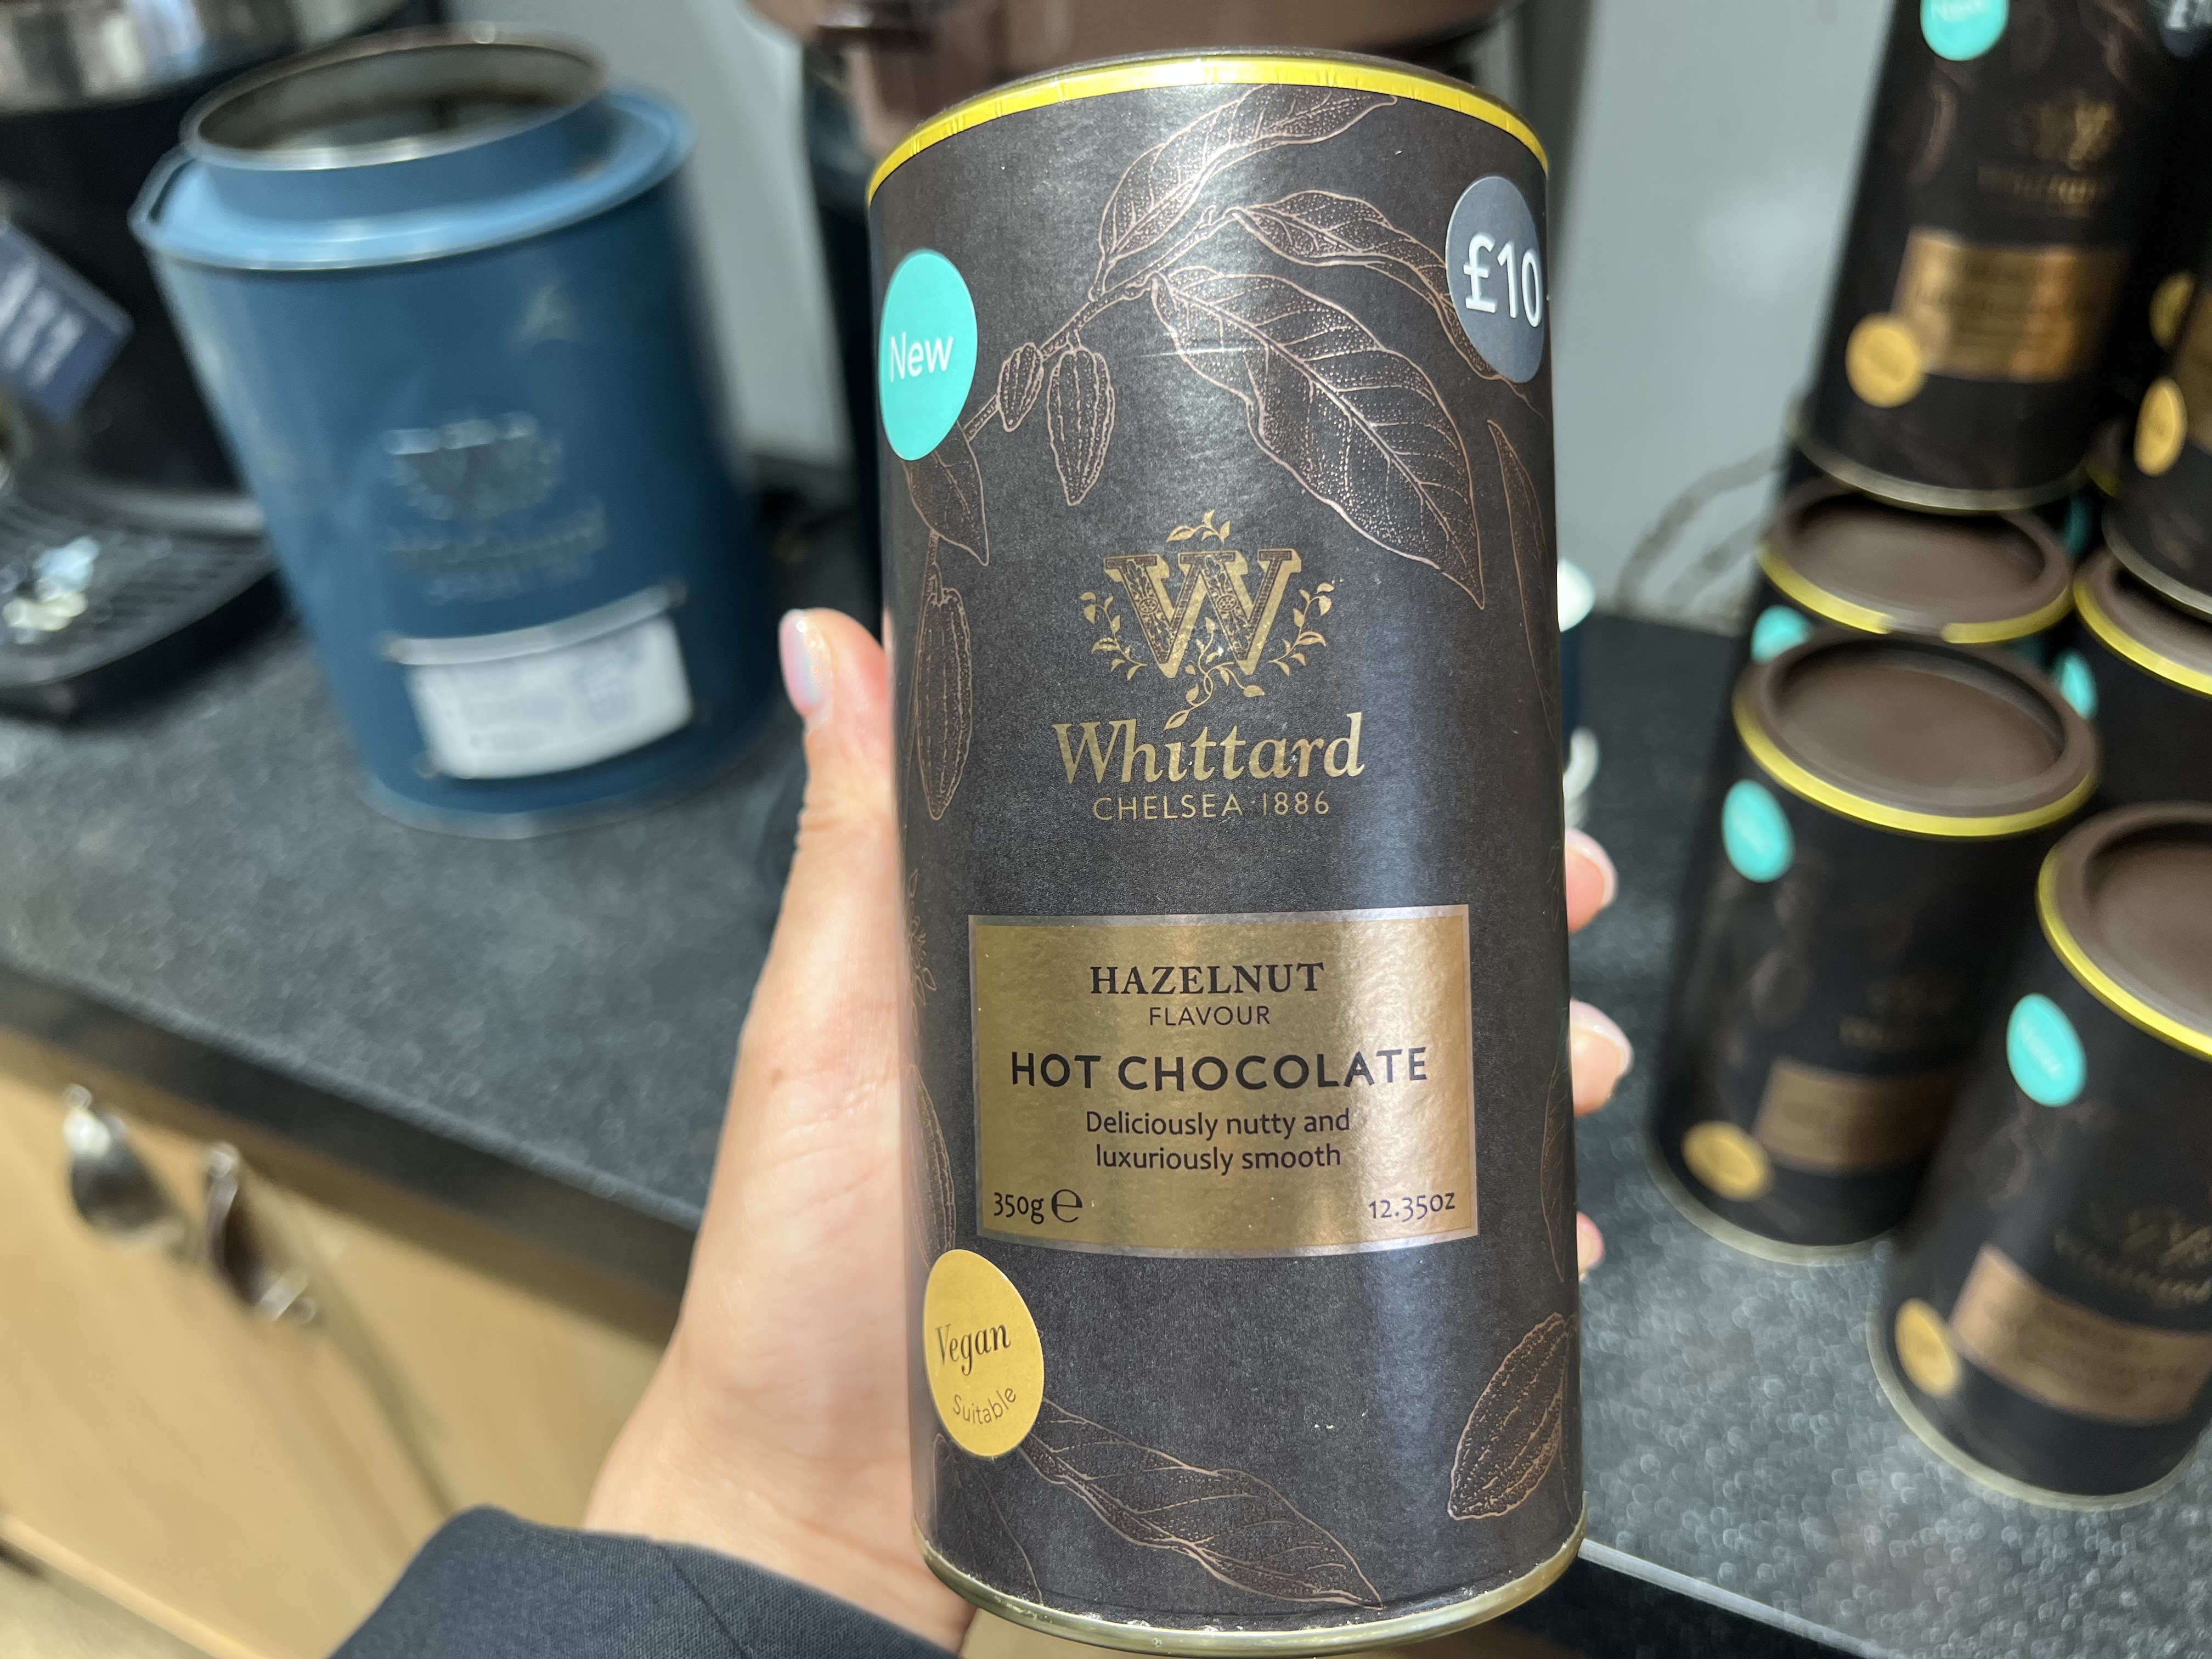 New
£10
W
Whittard
CHELSEA 1886
HAZELNUT
FLAVOUR
HOT CHOCOLATE
Deliciously nutty and
luxuriously smooth
350g ℮ 12.35oz
Vegan
Suitable